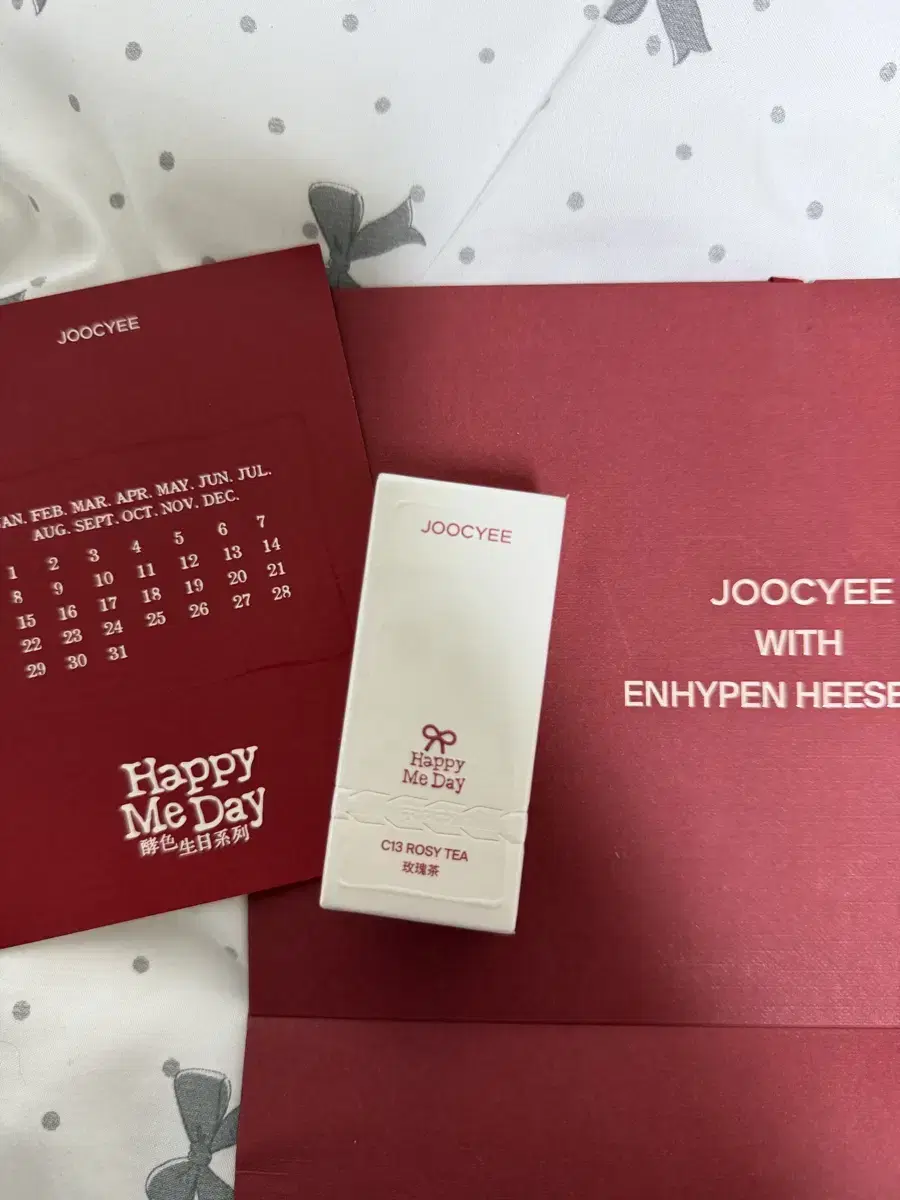 JOOCYEE
JAN. FEB. MAR. APR. MAY. JUN. JUL.
AUG. SEPT. OCT. NOV. DEC.
1 2 3 4 5 6 7
8 9 10 11 12 13 14
15 16 17 18 19 20 21
22 23 24 25 26 27 28
29 30 31
Happy
Me Day
酵色生日系列
JOOCYEE
Happy
Me Day
C13 ROSY TEA
玫瑰茶
JOOCYEE
WITH
ENHYPEN